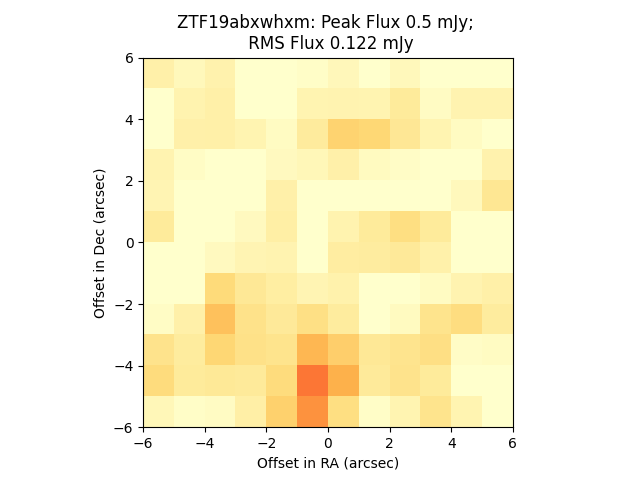 ZTF19abxwhxm: Peak Flux 0.5 mJy;
RMS Flux 0.122 mJy
6
4
2
0
−2
−4
−6
Offset in Dec (arcsec)
−6 −4 −2 0 2 4 6
Offset in RA (arcsec)